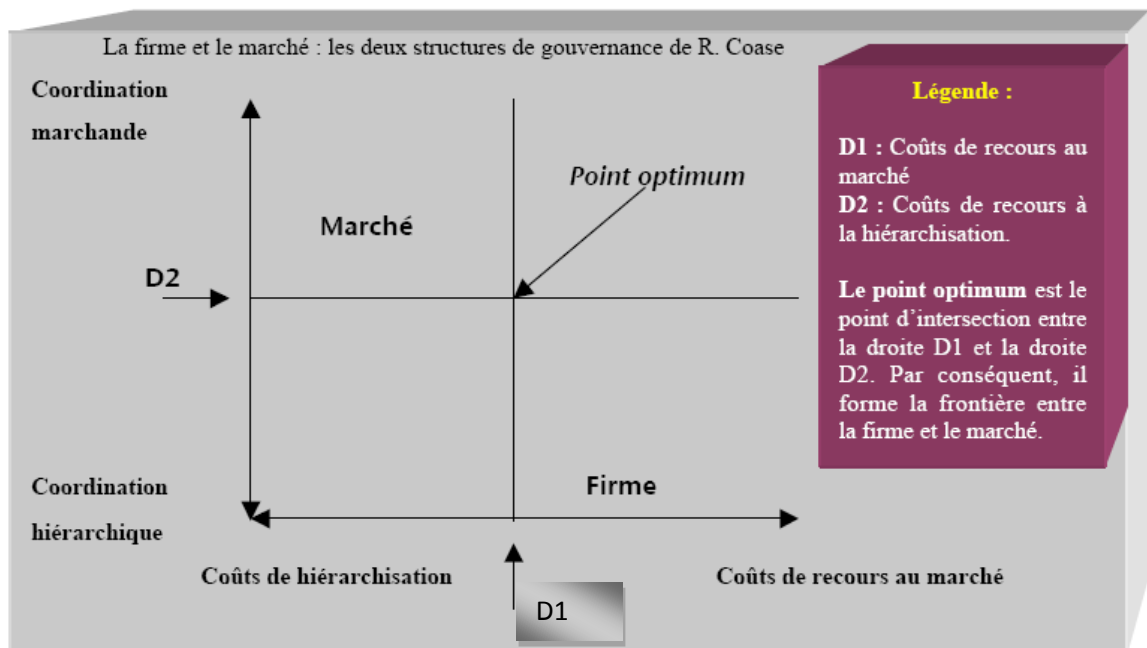 La firme et le marché : les deux structures de gouvernance de R. Coase
Coordination
marchande
Point optimum
Marché
D2
Coordination
hiérarchique
Firme
Coûts de hiérarchisation
Coûts de recours au marché
D1
Légende :
D1 : Coûts de recours au
marché
D2 : Coûts de recours à
la hiérarchisation.
Le point optimum est le
point d’intersection entre
la droite D1 et la droite
D2. Par conséquent, il
forme la frontière entre
la firme et le marché.